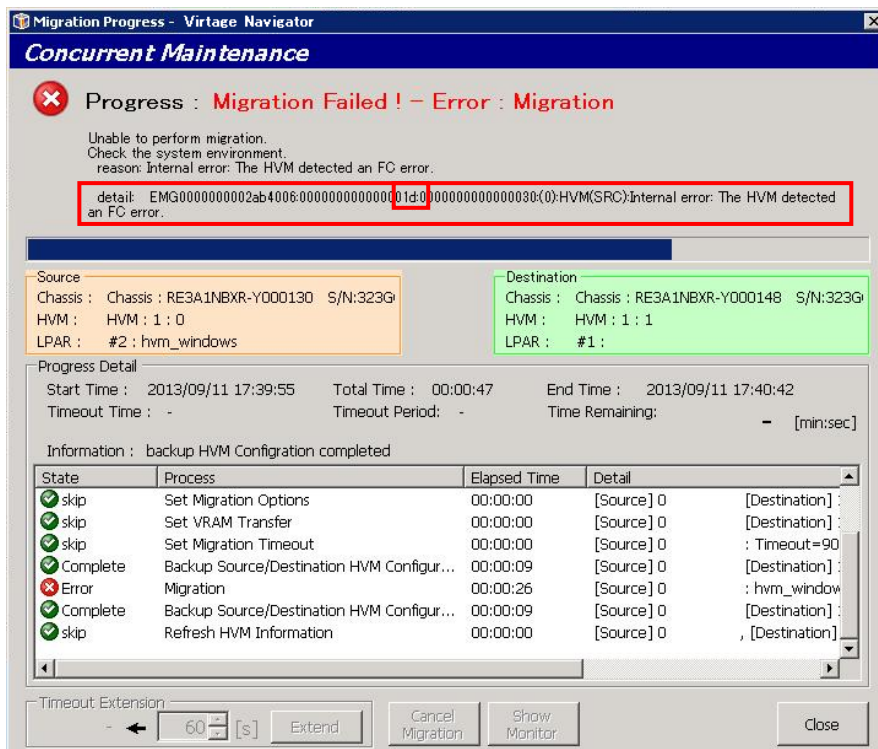 Migration Progress - Virtage Navigator
Concurrent Maintenance
Progress : Migration Failed ! - Error : Migration
Unable to perform migration.
Check the system environment.
reason: Internal error: The HVM detected an FC error.
detail: EMG0000000002ab4006:000000000000001d:0000000000000030:(0):HVM(SRC):Internal error: The HVM detected
an FC error.
Source
Chassis : Chassis : RE3A1NBXR-Y000130 S/N:323G
HVM : HVM : 1 : 0
LPAR : #2 : hvm_windows
Destination
Chassis : Chassis : RE3A1NBXR-Y000148 S/N:323G
HVM : HVM : 1 : 1
LPAR : #1 :
Progress Detail
Start Time : 2013/09/11 17:39:55 Total Time : 00:00:47 End Time : 2013/09/11 17:40:42
Timeout Time : - Timeout Period: - Time Remaining: - [min:sec]
Information : backup HVM Configration completed
State Process Elapsed Time Detail
skip Set Migration Options 00:00:00 [Source] 0 [Destination]
skip Set VRAM Transfer 00:00:00 [Source] 0 [Destination]
skip Set Migration Timeout 00:00:00 [Source] 0 : Timeout=90
Complete Backup Source/Destination HVM Configur... 00:00:09 [Source] 0 [Destination]
Error Migration 00:00:26 [Source] 0 : hvm_window
Complete Backup Source/Destination HVM Configur... 00:00:09 [Source] 0 [Destination]
skip Refresh HVM Information 00:00:00 [Source] 0 , [Destination]
Timeout Extension
- 60 [s] Extend
Cancel Migration
Show Monitor
Close